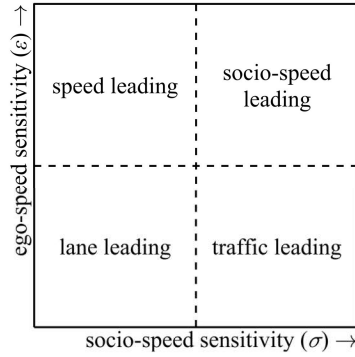 ego-speed sensitivity (ε) →
speed leading
socio-speed
leading
lane leading
traffic leading
socio-speed sensitivity (σ) →